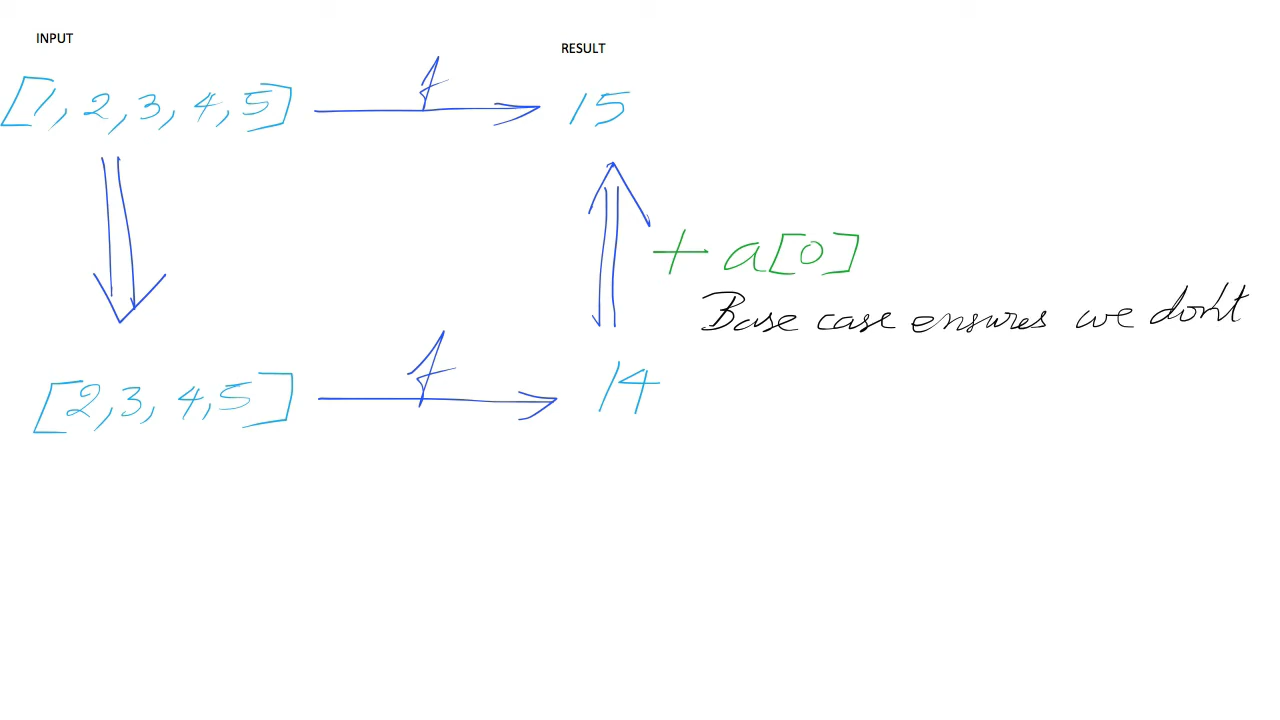 INPUT
RESULT
[1, 2, 3, 4, 5]
f
15
+ a[0]
Base case ensures we don't
[2, 3, 4, 5]
f
14